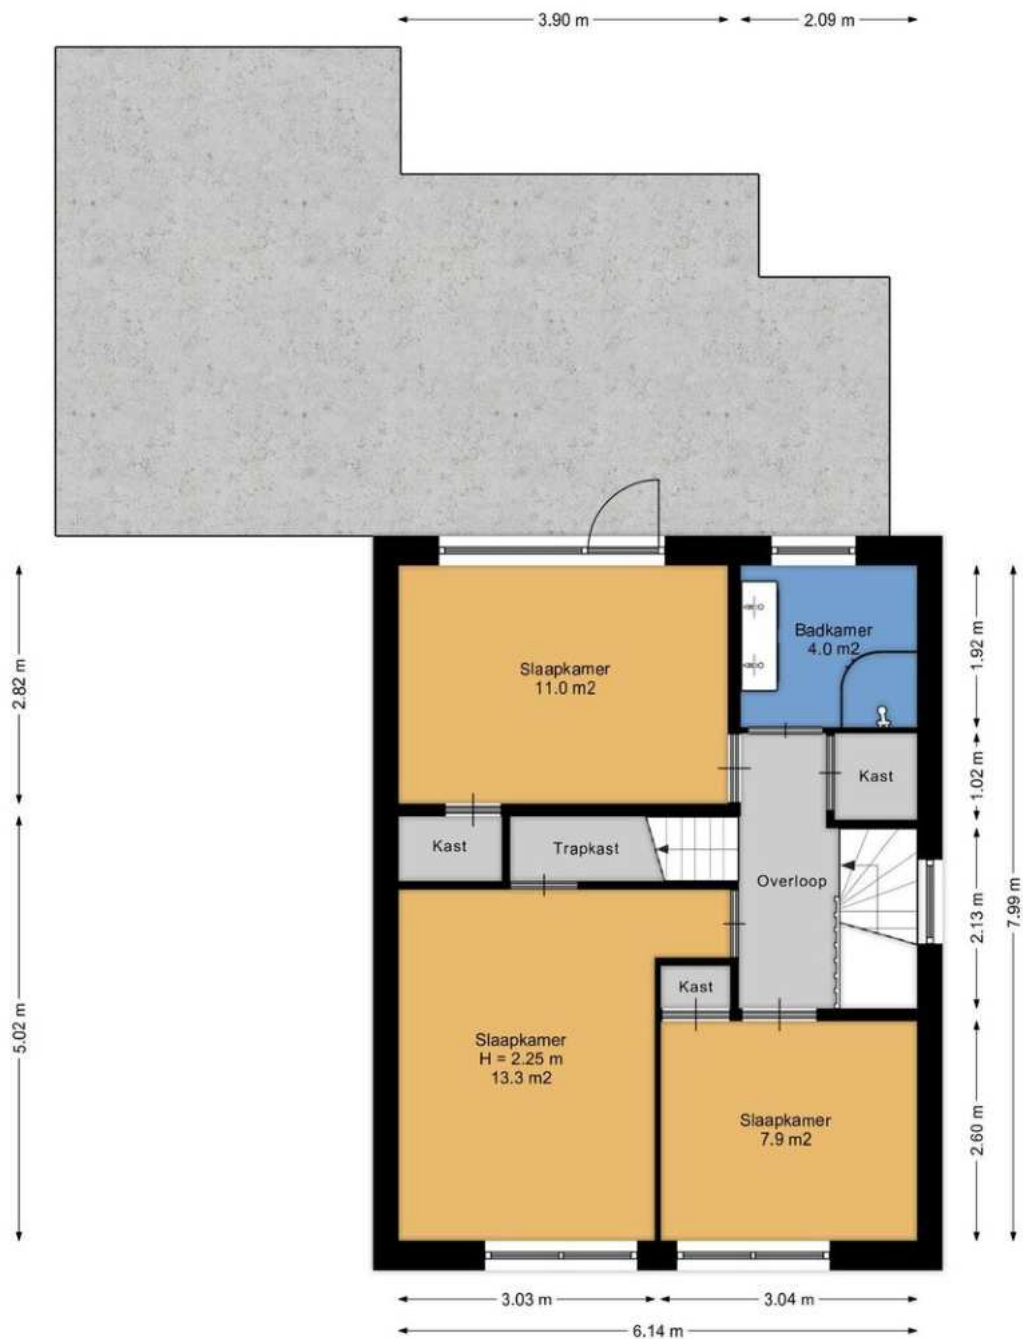 3.90 m
2.09 m
Badkamer
4.0 m2
1.92 m
Slaapkamer
11.0 m2
2.82 m
Kast
1.02 m
Kast
Trapkast
Overloop
2.13 m
7.99 m
Kast
5.02 m
Slaapkamer
H = 2.25 m
13.3 m2
Slaapkamer
7.9 m2
2.60 m
3.03 m
3.04 m
6.14 m